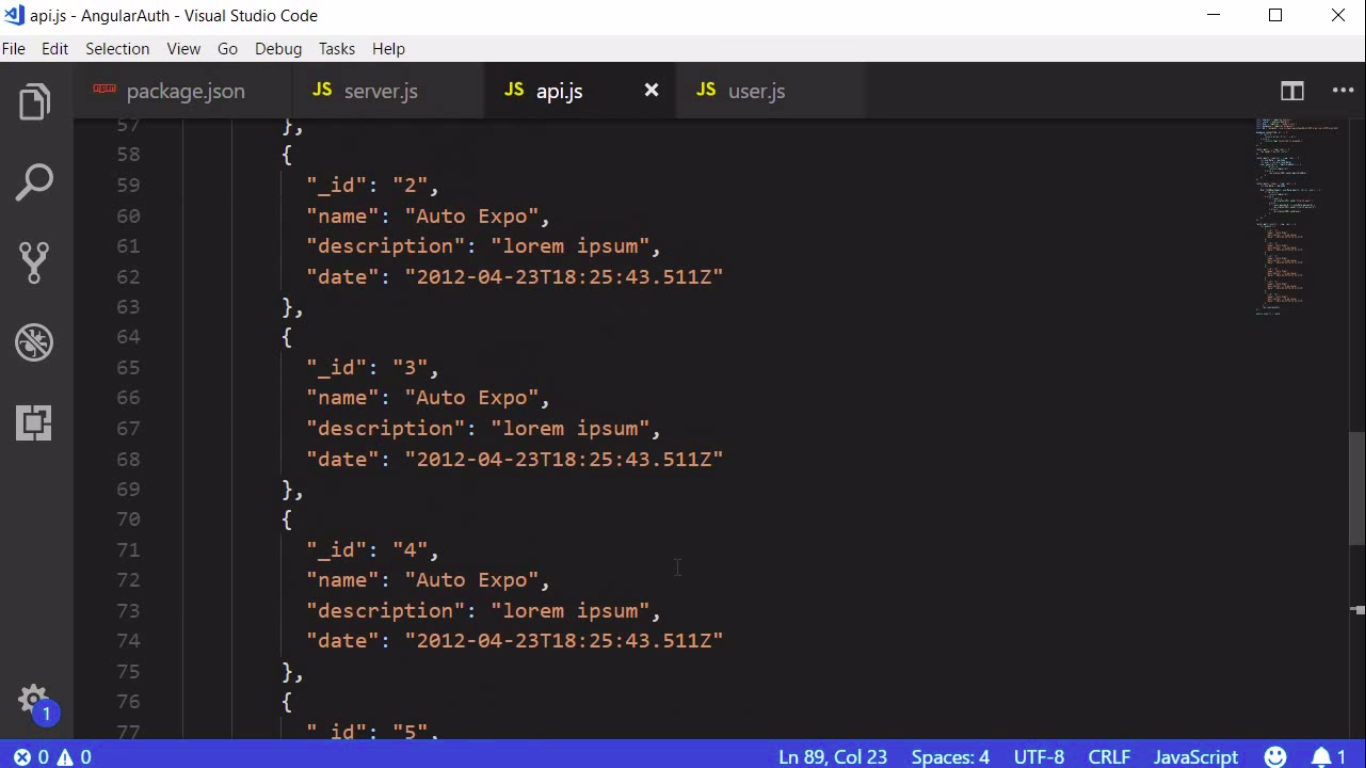 api.js - AngularAuth - Visual Studio Code
File Edit Selection View Go Debug Tasks Help
npm package.json JS server.js JS api.js × JS user.js
57 },
58 {
59 "_id": "2",
60 "name": "Auto Expo",
61 "description": "lorem ipsum",
62 "date": "2012-04-23T18:25:43.511Z"
63 },
64 {
65 "_id": "3",
66 "name": "Auto Expo",
67 "description": "lorem ipsum",
68 "date": "2012-04-23T18:25:43.511Z"
69 },
70 {
71 "_id": "4",
72 "name": "Auto Expo",
73 "description": "lorem ipsum",
74 "date": "2012-04-23T18:25:43.511Z"
75 },
76 {
77 "_id": "5",
1
0 0 Ln 89, Col 23 Spaces: 4 UTF-8 CRLF JavaScript 1